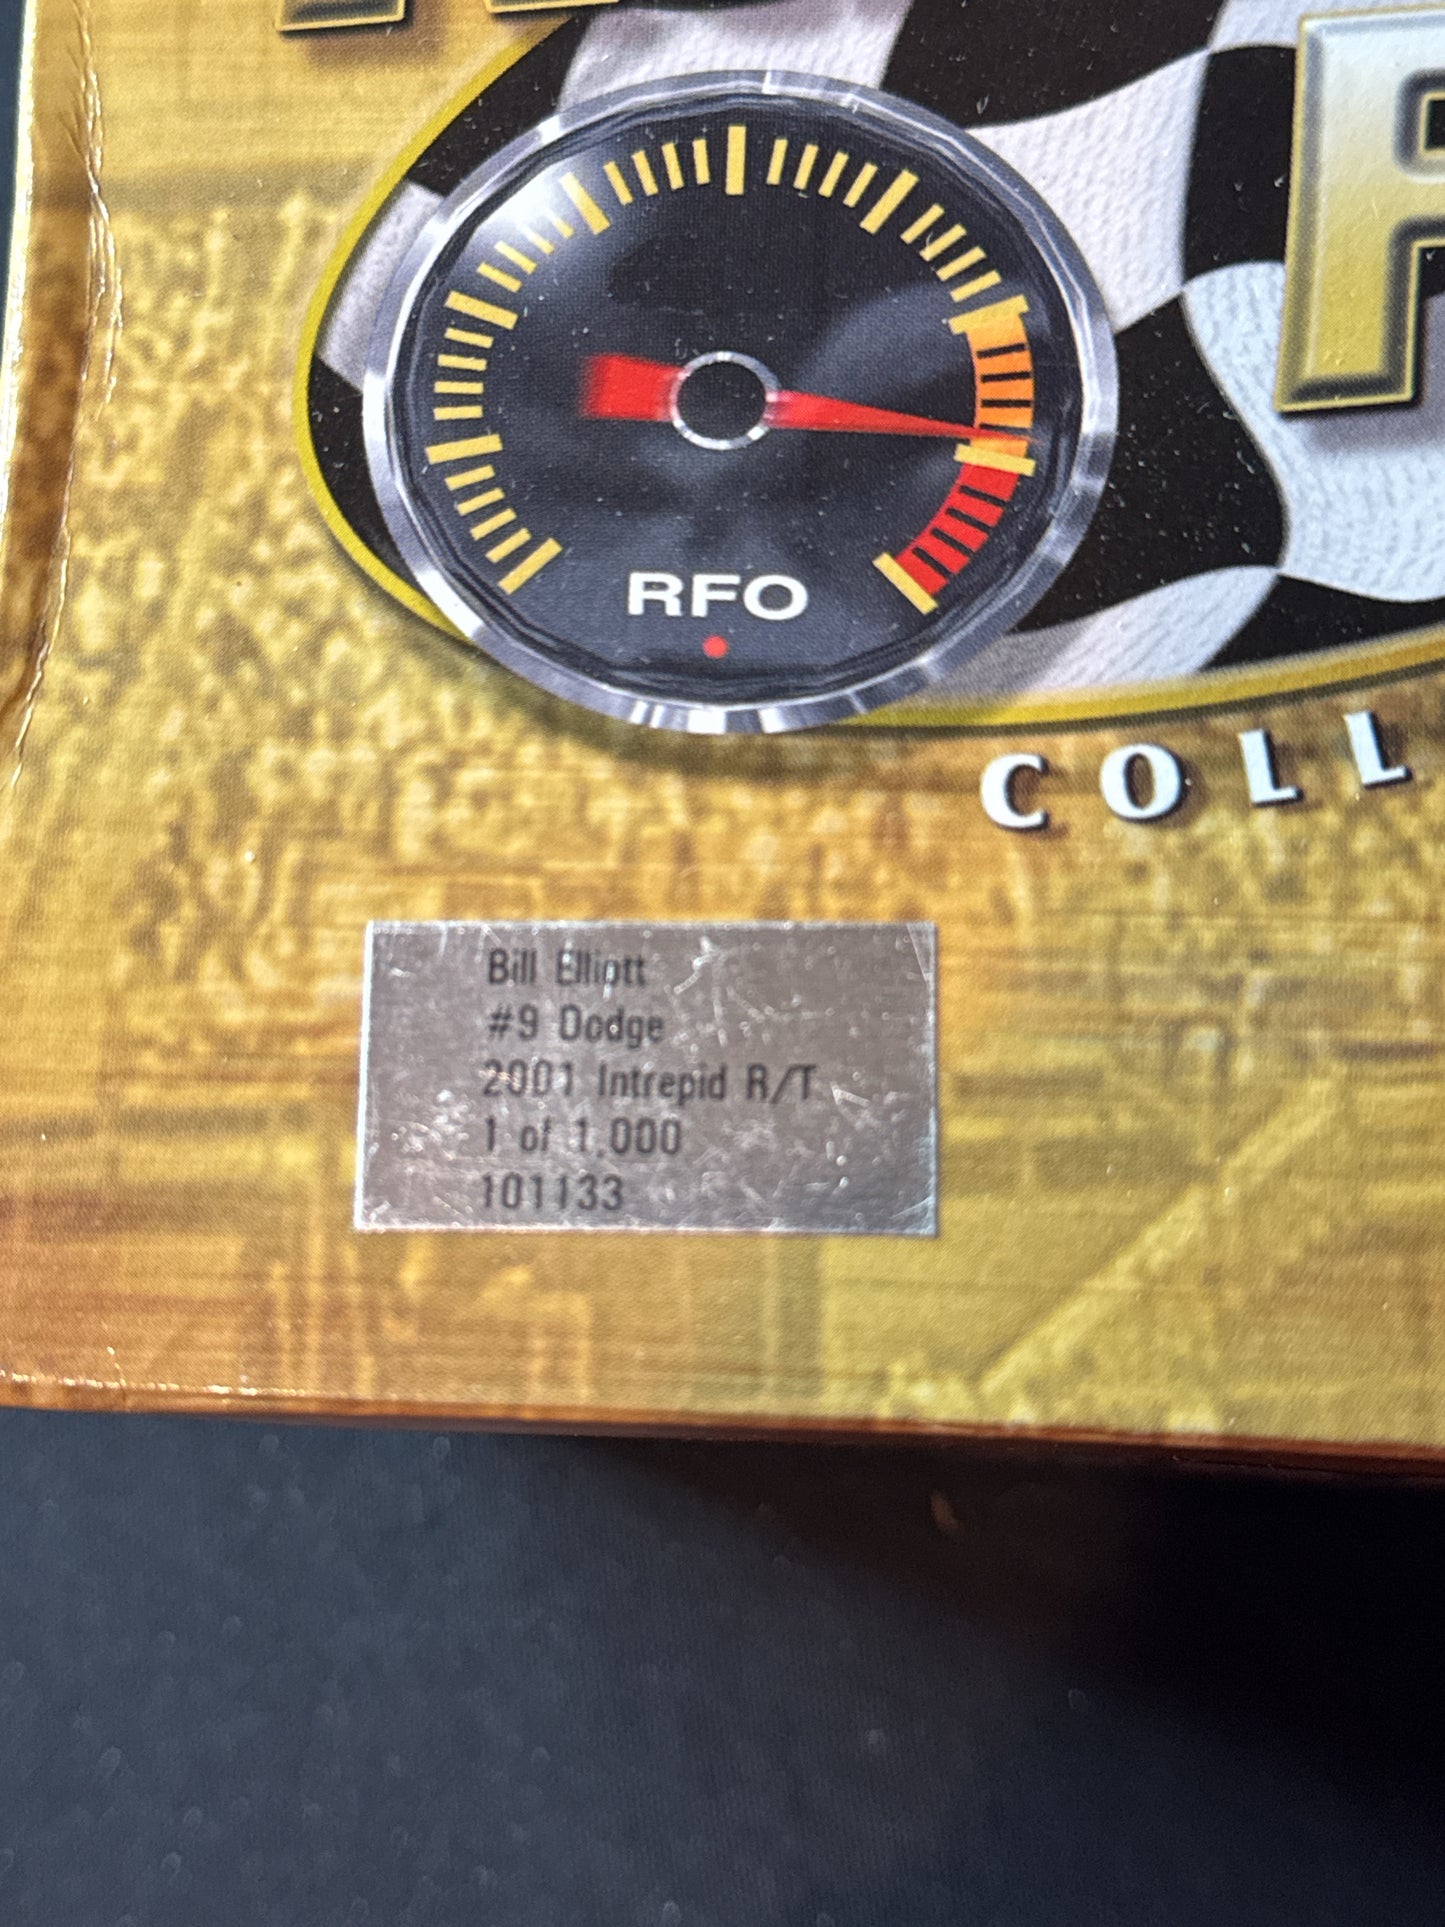 RFO
COLL
Bill Elliott
#9 Dodge
2001 Intrepid R/T
1 of 1,000
101133